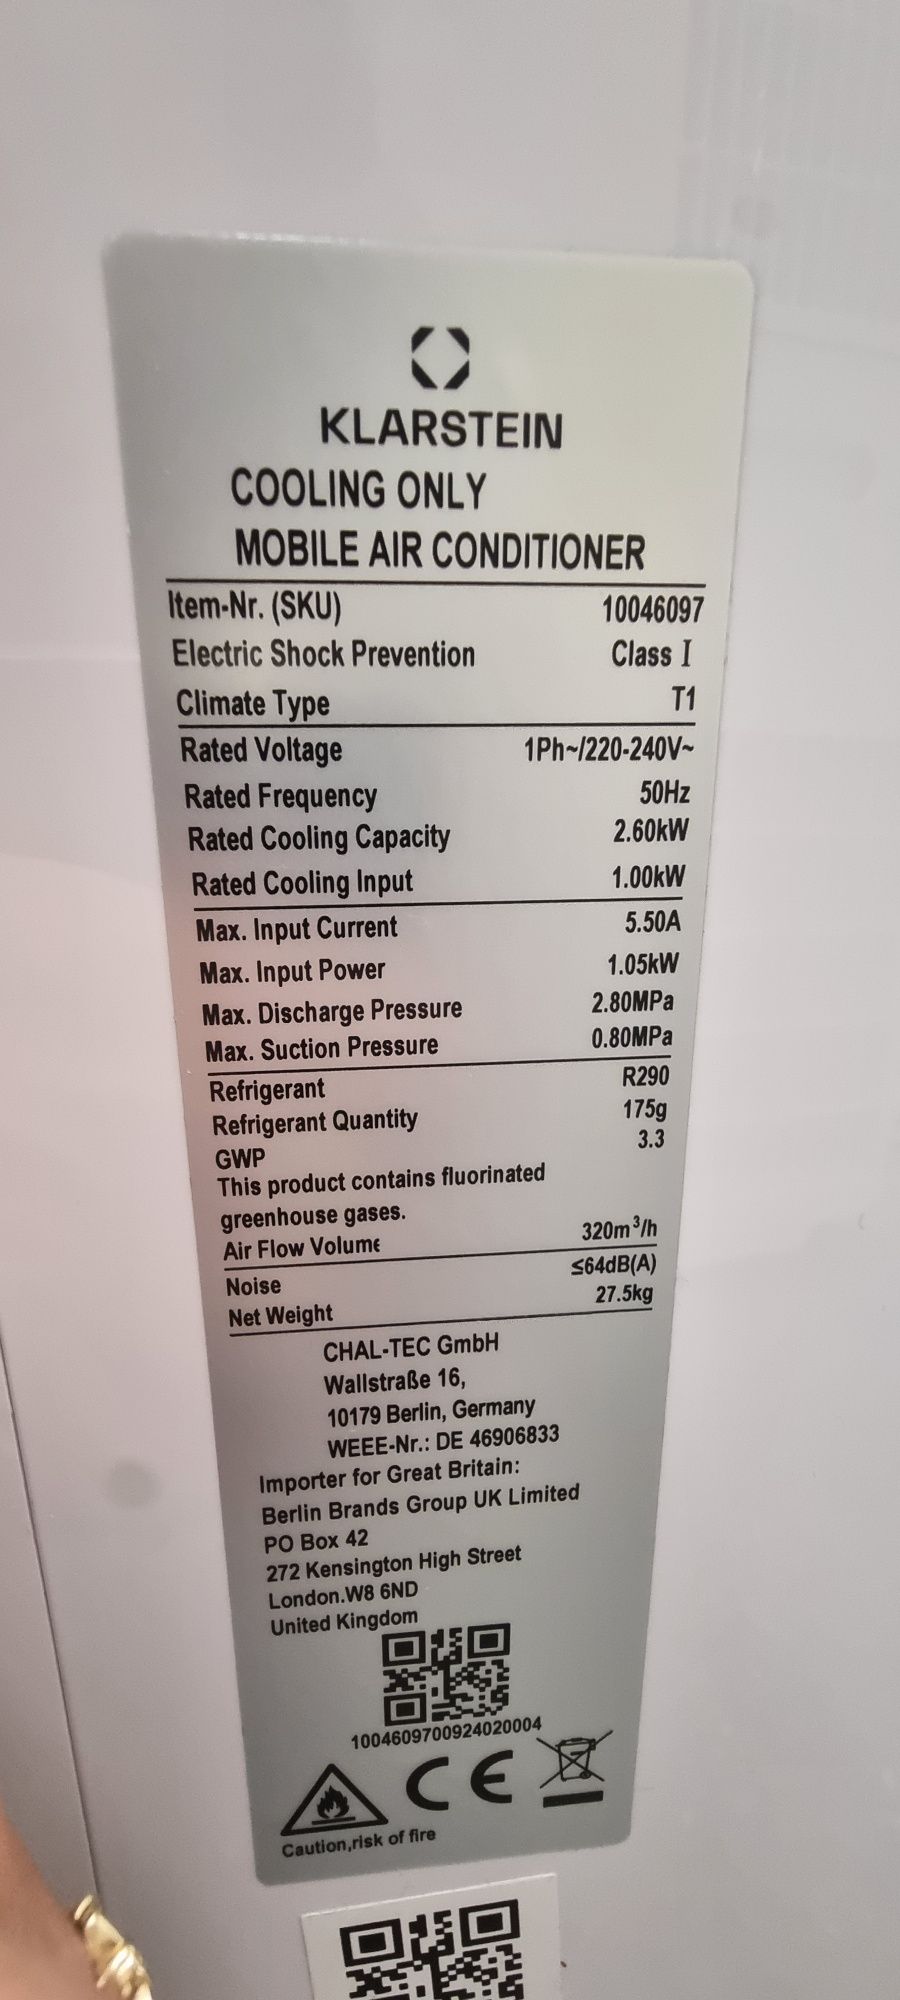 KLARSTEIN
COOLING ONLY
MOBILE AIR CONDITIONER
Item-Nr. (SKU) 10046097
Electric Shock Prevention Class I
Climate Type T1
Rated Voltage 1Ph~/220-240V~
Rated Frequency 50Hz
Rated Cooling Capacity 2.60kW
Rated Cooling Input 1.00kW
Max. Input Current 5.50A
Max. Input Power 1.05kW
Max. Discharge Pressure 2.80MPa
Max. Suction Pressure 0.80MPa
Refrigerant R290
Refrigerant Quantity 175g
GWP 3.3
This product contains fluorinated
greenhouse gases.
Air Flow Volume 320m³/h
Noise ≤64dB(A)
Net Weight 27.5kg
CHAL-TEC GmbH
Wallstraße 16,
10179 Berlin, Germany
WEEE-Nr.: DE 46906833
Importer for Great Britain:
Berlin Brands Group UK Limited
PO Box 42
272 Kensington High Street
London.W8 6ND
United Kingdom
1004609700924020004
CE
Caution,risk of fire